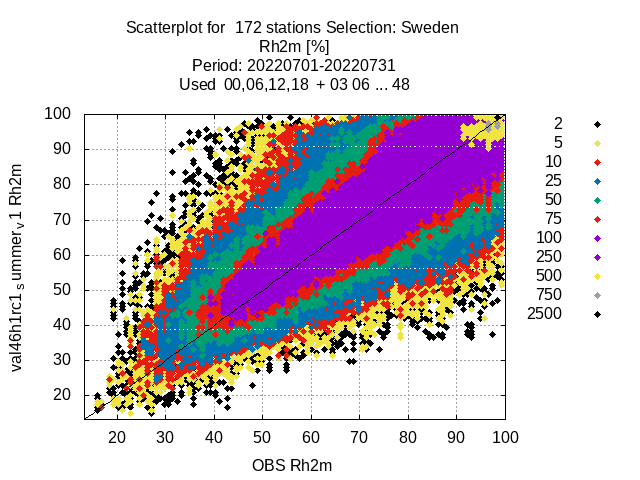 Scatterplot for 172 stations Selection: Sweden
Rh2m [%]
Period: 20220701-20220731
Used 00,06,12,18 + 03 06 ... 48
100
90
80
70
60
50
40
30
20
val46h1rc1 summerv1 Rh2m
20 30 40 50 60 70 80 90 100
OBS Rh2m
2
5
10
25
50
75
100
250
500
750
2500